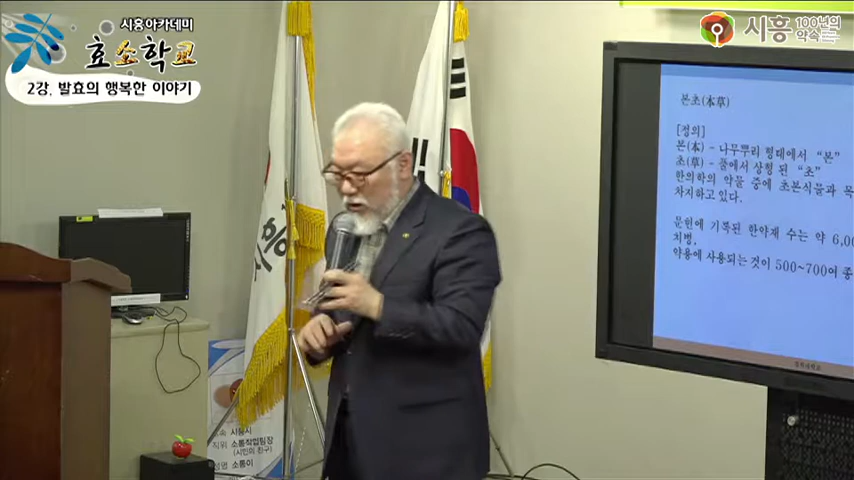 시흥아카데미
효소학교
2강. 발효의 행복한 이야기
시흥 100년의 약속
본초(本草)
[정의]
본(本) - 나무뿌리 형태에서 "본"
초(草) - 풀에서 상형 된 "초"
한의학의 약물 중에 초본식물과 목
차지하고 있다.
문헌에 기록된 한약재 수는 약 6,00
치병,
약용에 사용되는 것이 500~700여 종
시흥시
직위 소통작업팀장
(시민의 친구)
성명 소통이